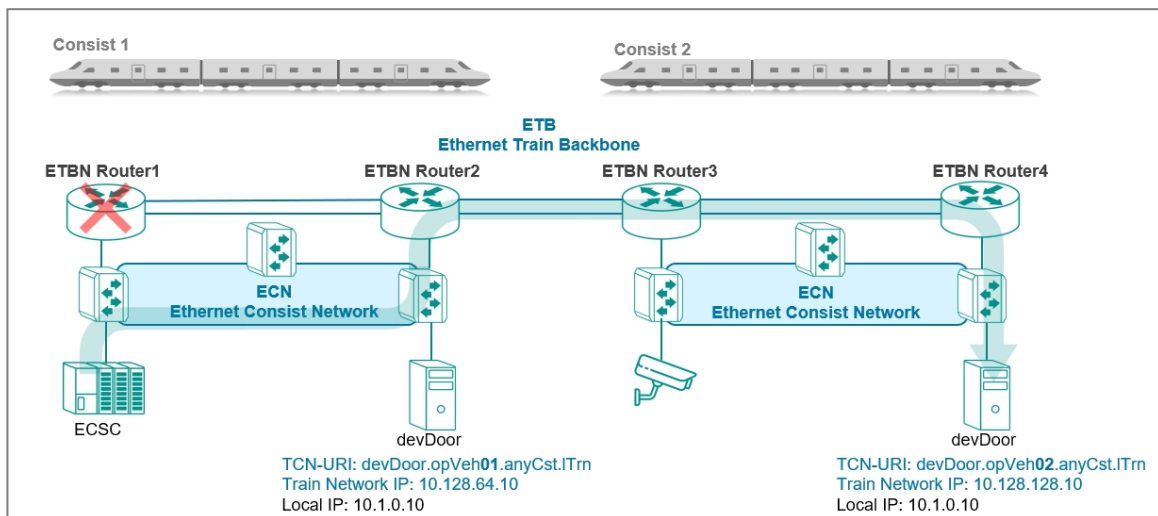 Consist 1
Consist 2
ETB
Ethernet Train Backbone
ETBN Router1
ETBN Router2
ETBN Router3
ETBN Router4
ECN
Ethernet Consist Network
ECN
Ethernet Consist Network
ECSC
devDoor
TCN-URI: devDoor.opVeh01.anyCst.lTrn
Train Network IP: 10.128.64.10
Local IP: 10.1.0.10
devDoor
TCN-URI: devDoor.opVeh02.anyCst.lTrn
Train Network IP: 10.128.128.10
Local IP: 10.1.0.10